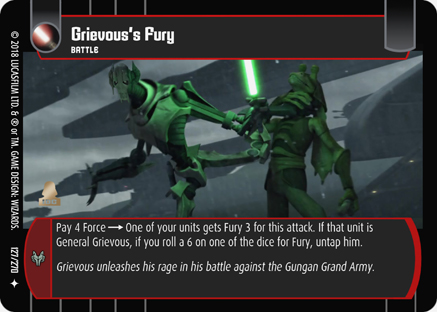 Grievous's Fury
BATTLE
Pay 4 Force → One of your units gets Fury 3 for this attack. If that unit is
General Grievous, if you roll a 6 on one of the dice for Fury, untap him.
Grievous unleashes his rage in his battle against the Gungan Grand Army.
© 2018 LUCASFILM LTD. & ® or TM. GAME DESIGN: WIZARDS.
127/270